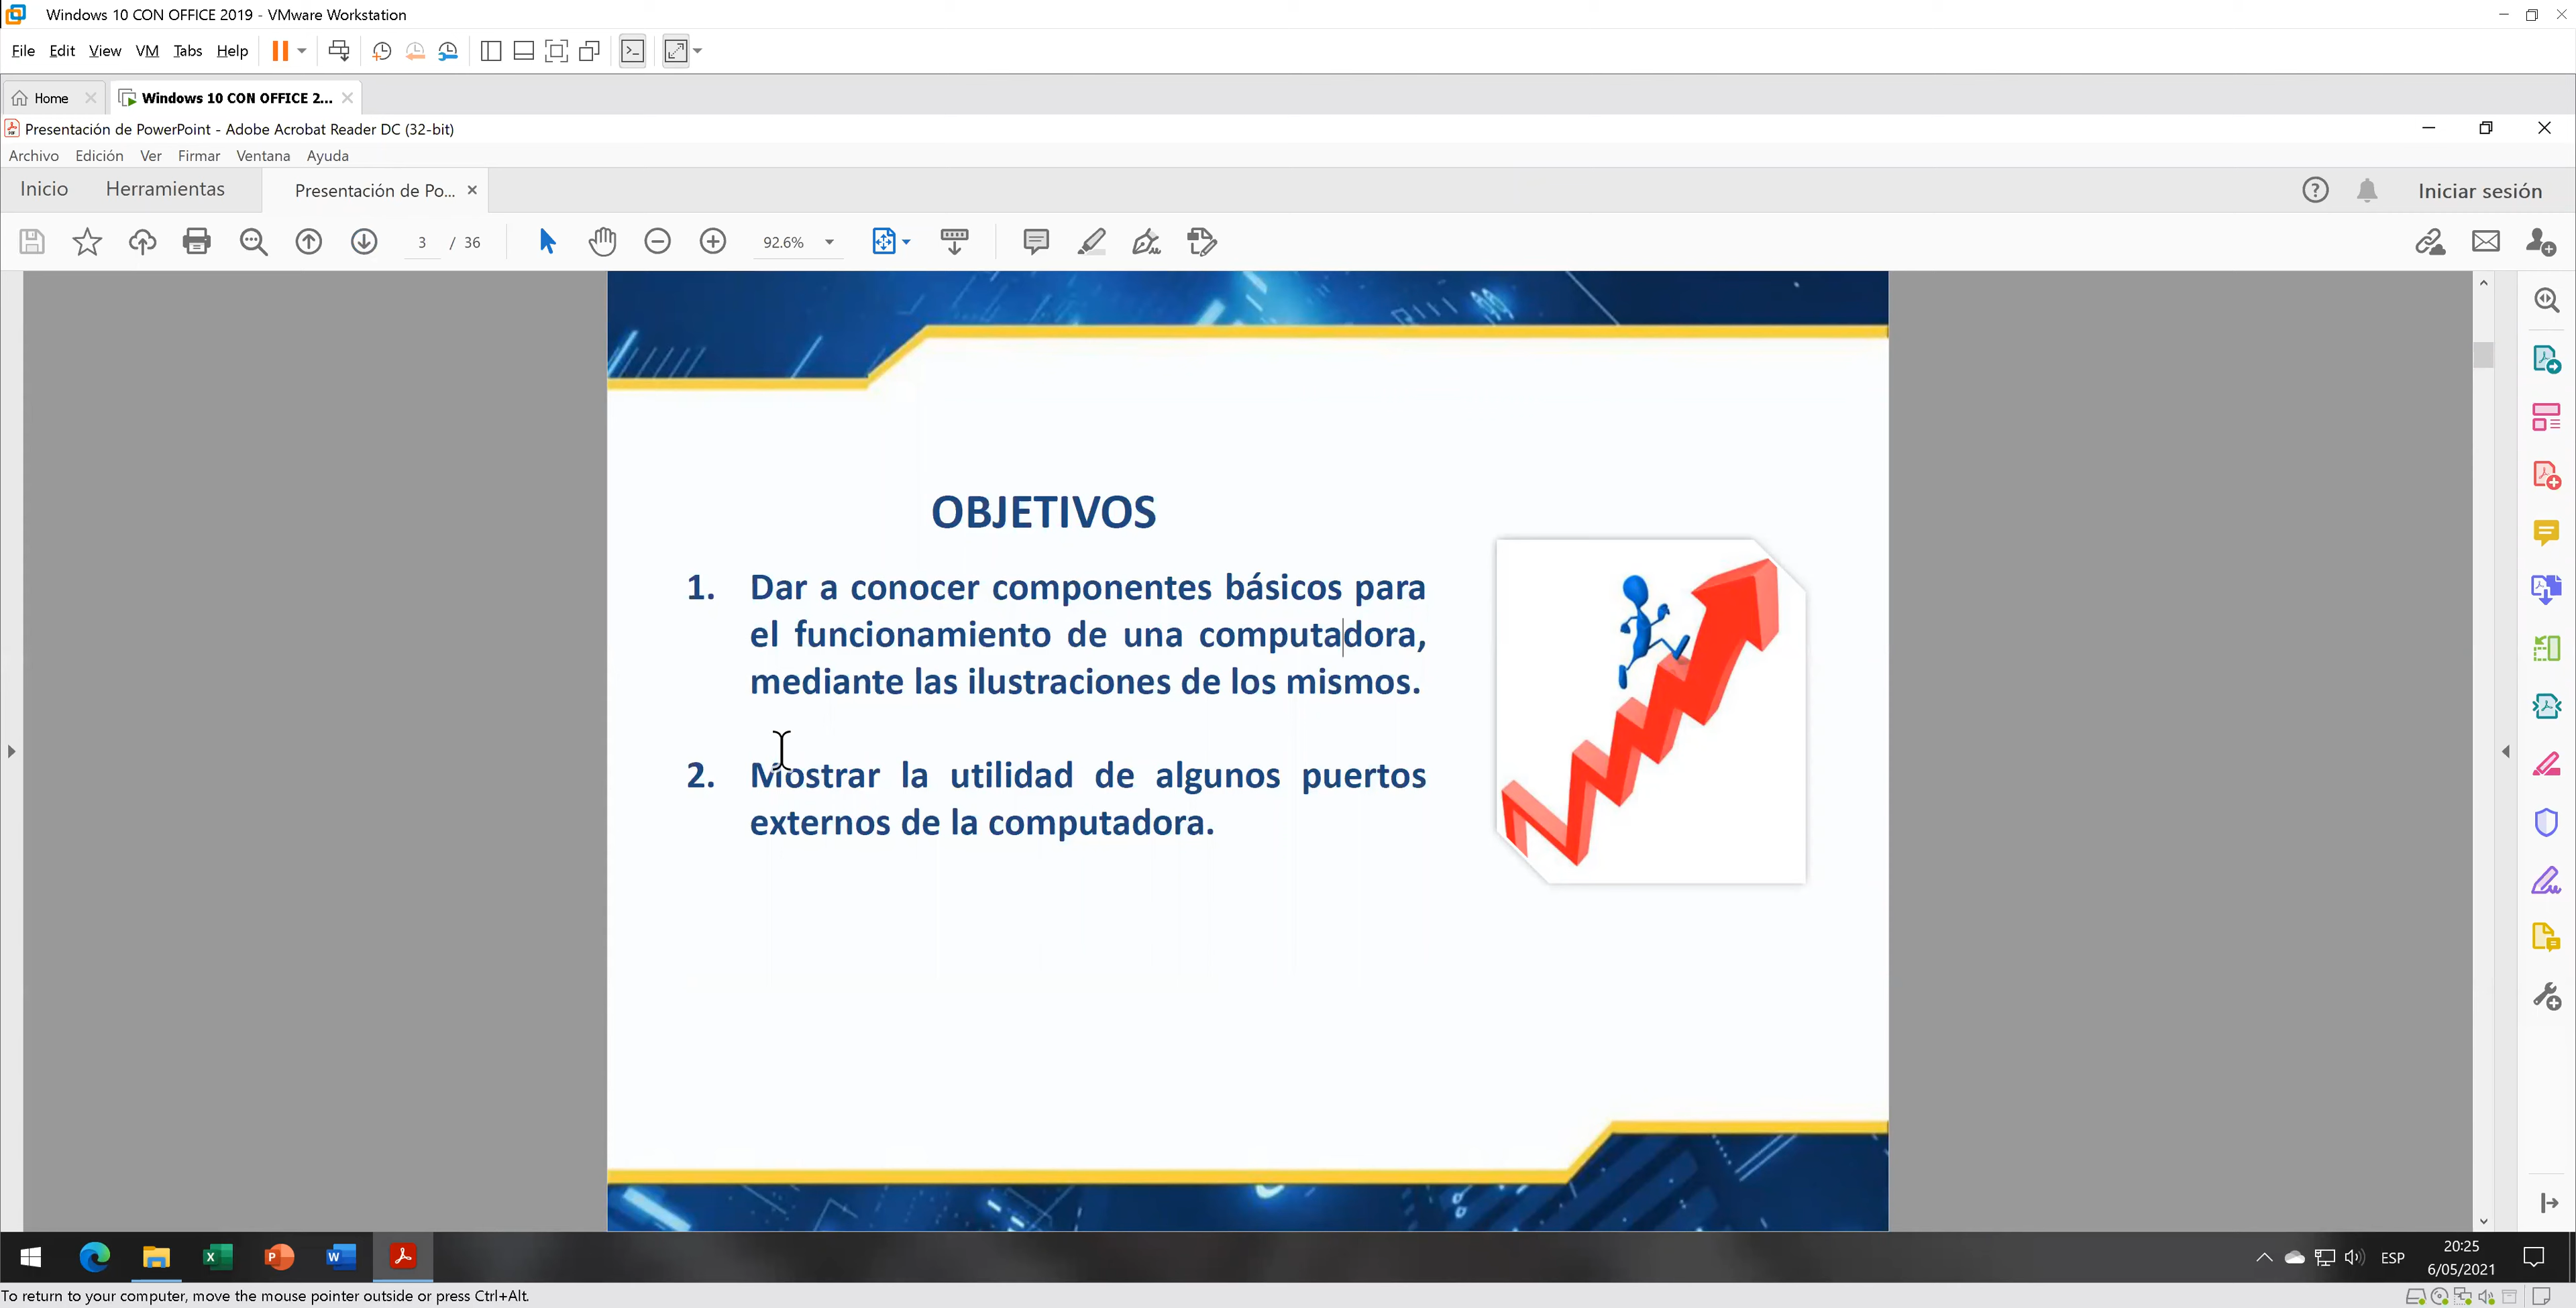 Windows 10 CON OFFICE 2019 - VMware Workstation
File Edit View VM Tabs Help
Home
Windows 10 CON OFFICE 2...
Presentación de PowerPoint - Adobe Acrobat Reader DC (32-bit)
Archivo Edición Ver Firmar Ventana Ayuda
Inicio Herramientas Presentación de Po... Iniciar sesión
3 / 36 92.6%
OBJETIVOS
1. Dar a conocer componentes básicos para
el funcionamiento de una computadora,
mediante las ilustraciones de los mismos.
2. Mostrar la utilidad de algunos puertos
externos de la computadora.
ESP
20:25
6/05/2021
To return to your computer, move the mouse pointer outside or press Ctrl+Alt.